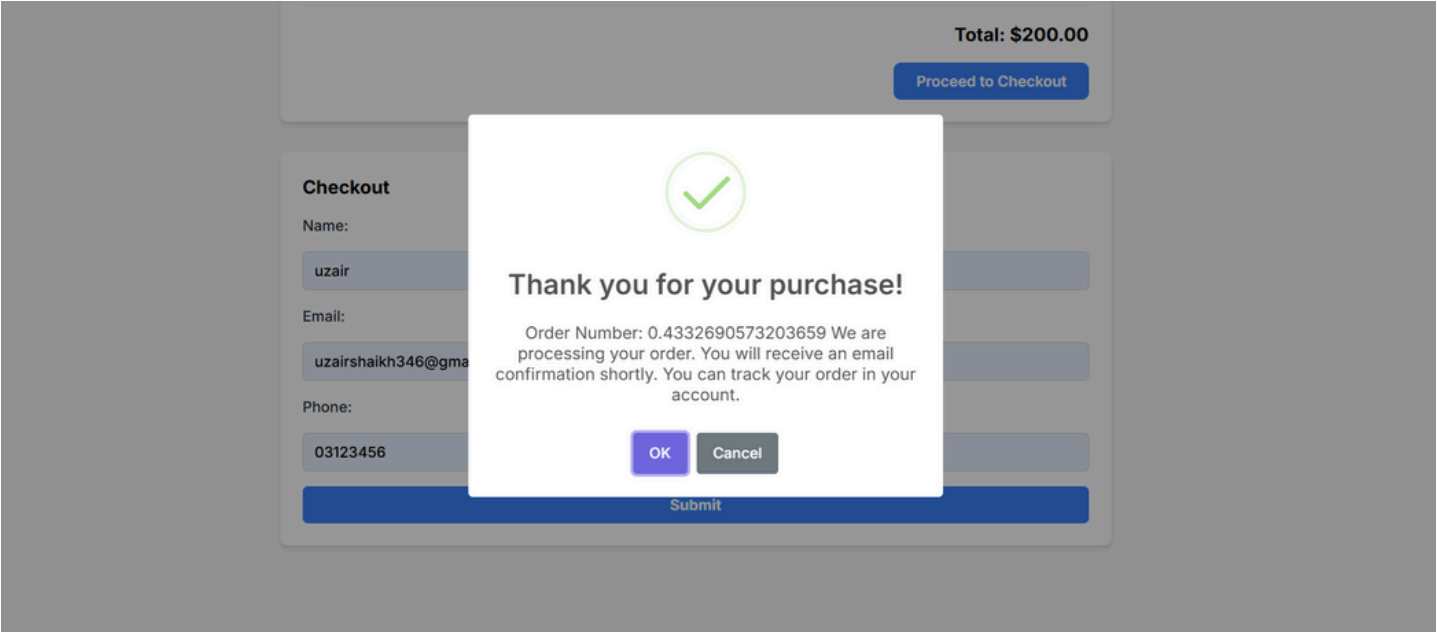 Total: $200.00
Proceed to Checkout
Checkout
Name:
uzair
Email:
uzairshaikh346@gma
Phone:
03123456
Thank you for your purchase!
Order Number: 0.4332690573203659 We are
processing your order. You will receive an email
confirmation shortly. You can track your order in your
account.
OK
Cancel
Submit